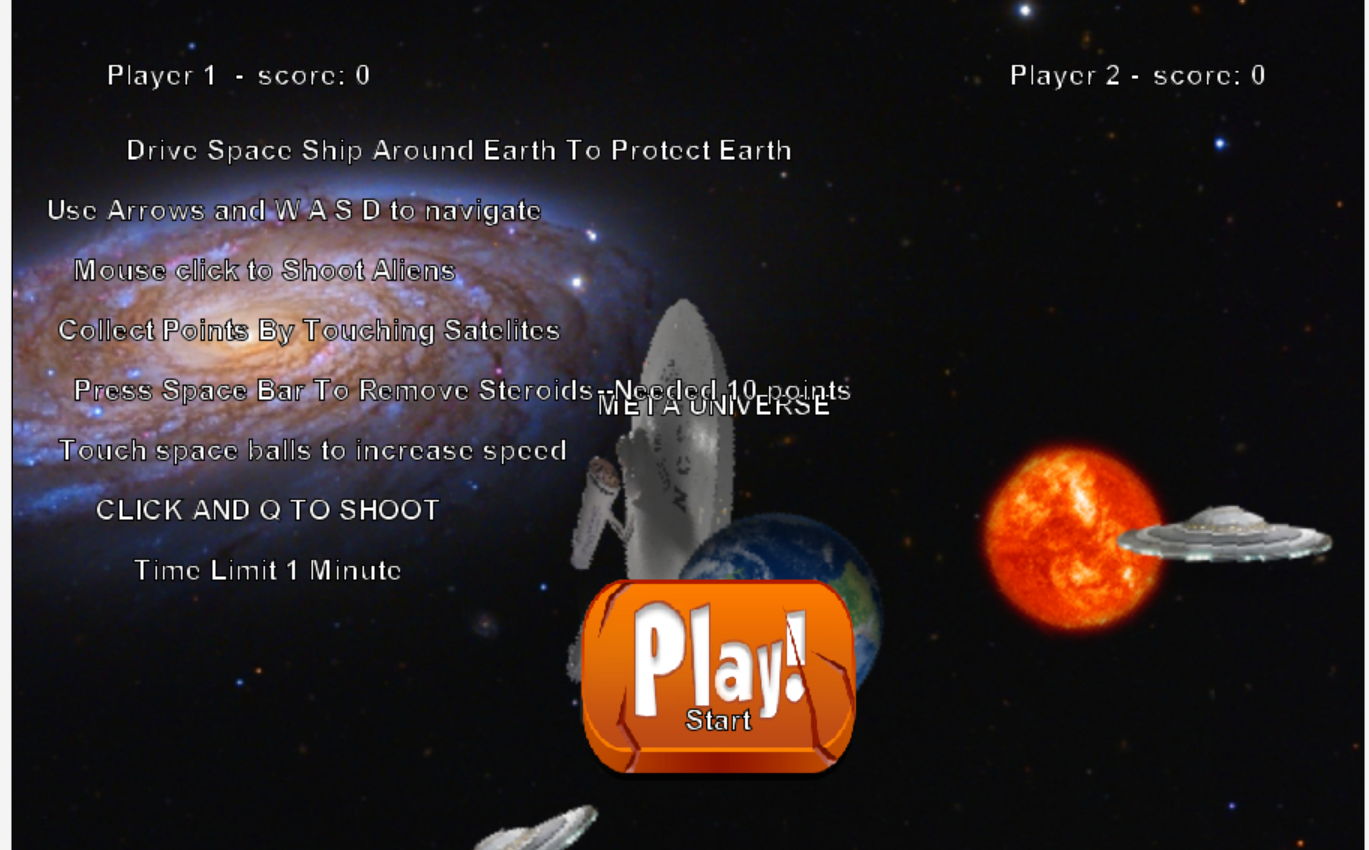 Player 1 - score: 0
Player 2 - score: 0
Drive Space Ship Around Earth To Protect Earth
Use Arrows and W A S D to navigate
Mouse click to Shoot Aliens
Collect Points By Touching Satelites
Press Space Bar To Remove Steroids--Needed 10 points
META UNIVERSE
Touch space balls to increase speed
CLICK AND Q TO SHOOT
Time Limit 1 Minute
Play!
Start